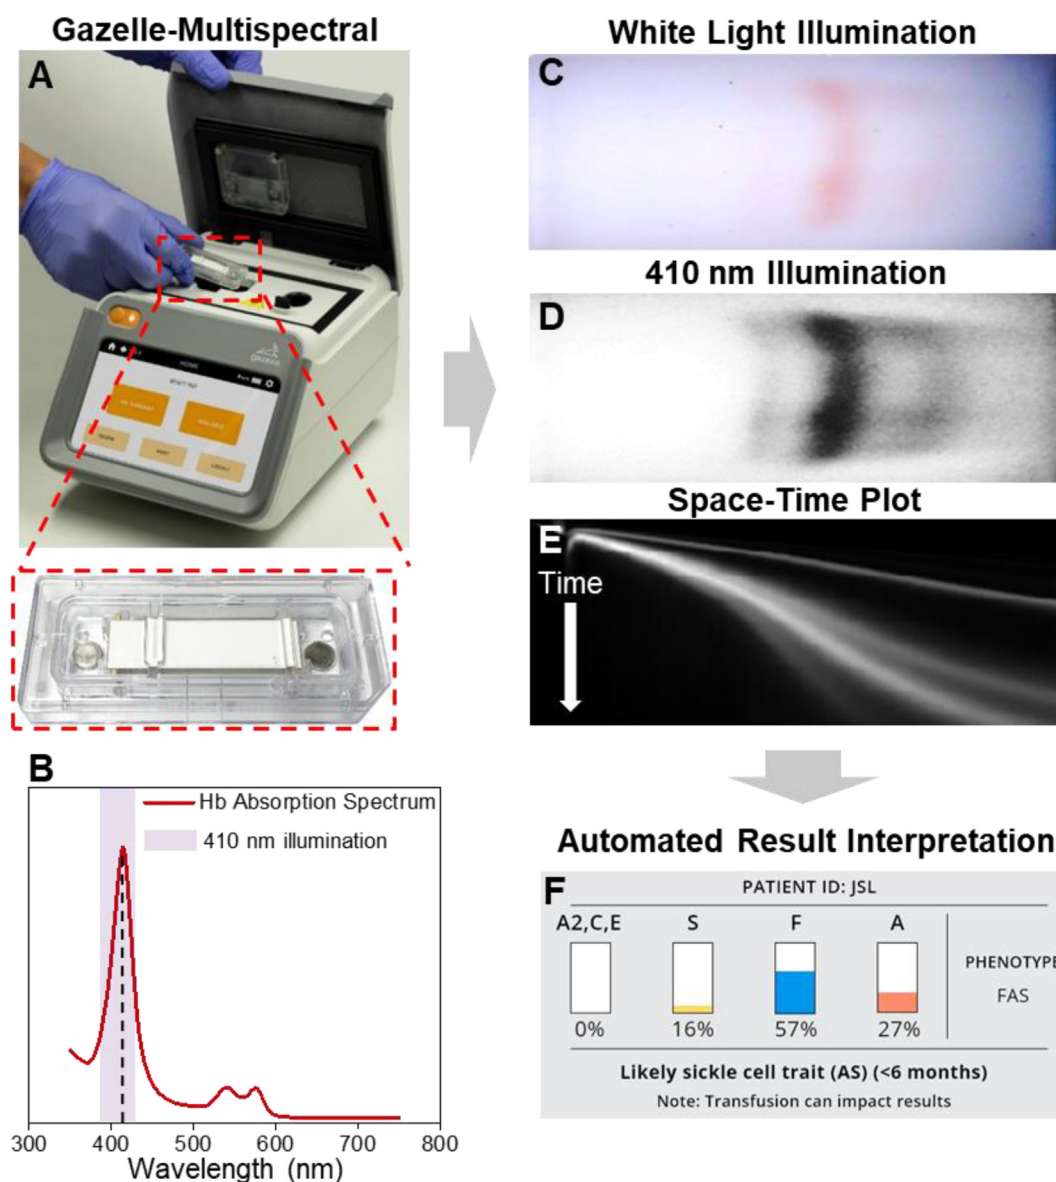 Gazelle-Multispectral
A
HOME
gazelle
B
Hb Absorption Spectrum
410 nm illumination
300 400 500 600 700 800
Wavelength (nm)
White Light Illumination
C
410 nm Illumination
D
Space-Time Plot
E
Time
Automated Result Interpretation
F
PATIENT ID: JSL
A2,C,E S F A
PHENOTYPE
FAS
0% 16% 57% 27%
Likely sickle cell trait (AS) (<6 months)
Note: Transfusion can impact results